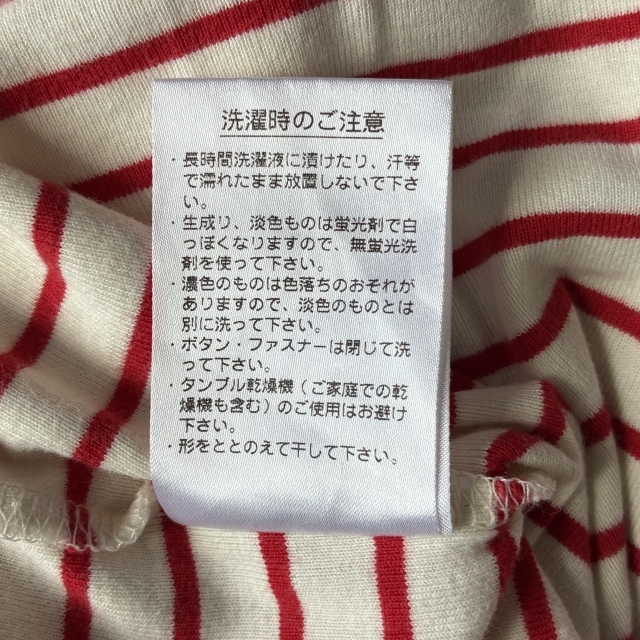 洗濯時のご注意
・長時間洗濯液に漬けたり、汗等
で濡れたまま放置しないで下さ
い。
・生成り、淡色ものは蛍光剤で白
っぽくなりますので、無蛍光洗
剤を使って下さい。
・濃色のものは色落ちのおそれが
ありますので、淡色のものとは
別に洗って下さい。
・ボタン・ファスナーは閉じて洗
って下さい。
・タンブル乾燥機（ご家庭での乾
燥機も含む）のご使用はお避け
下さい。
・形をととのえて干して下さい。